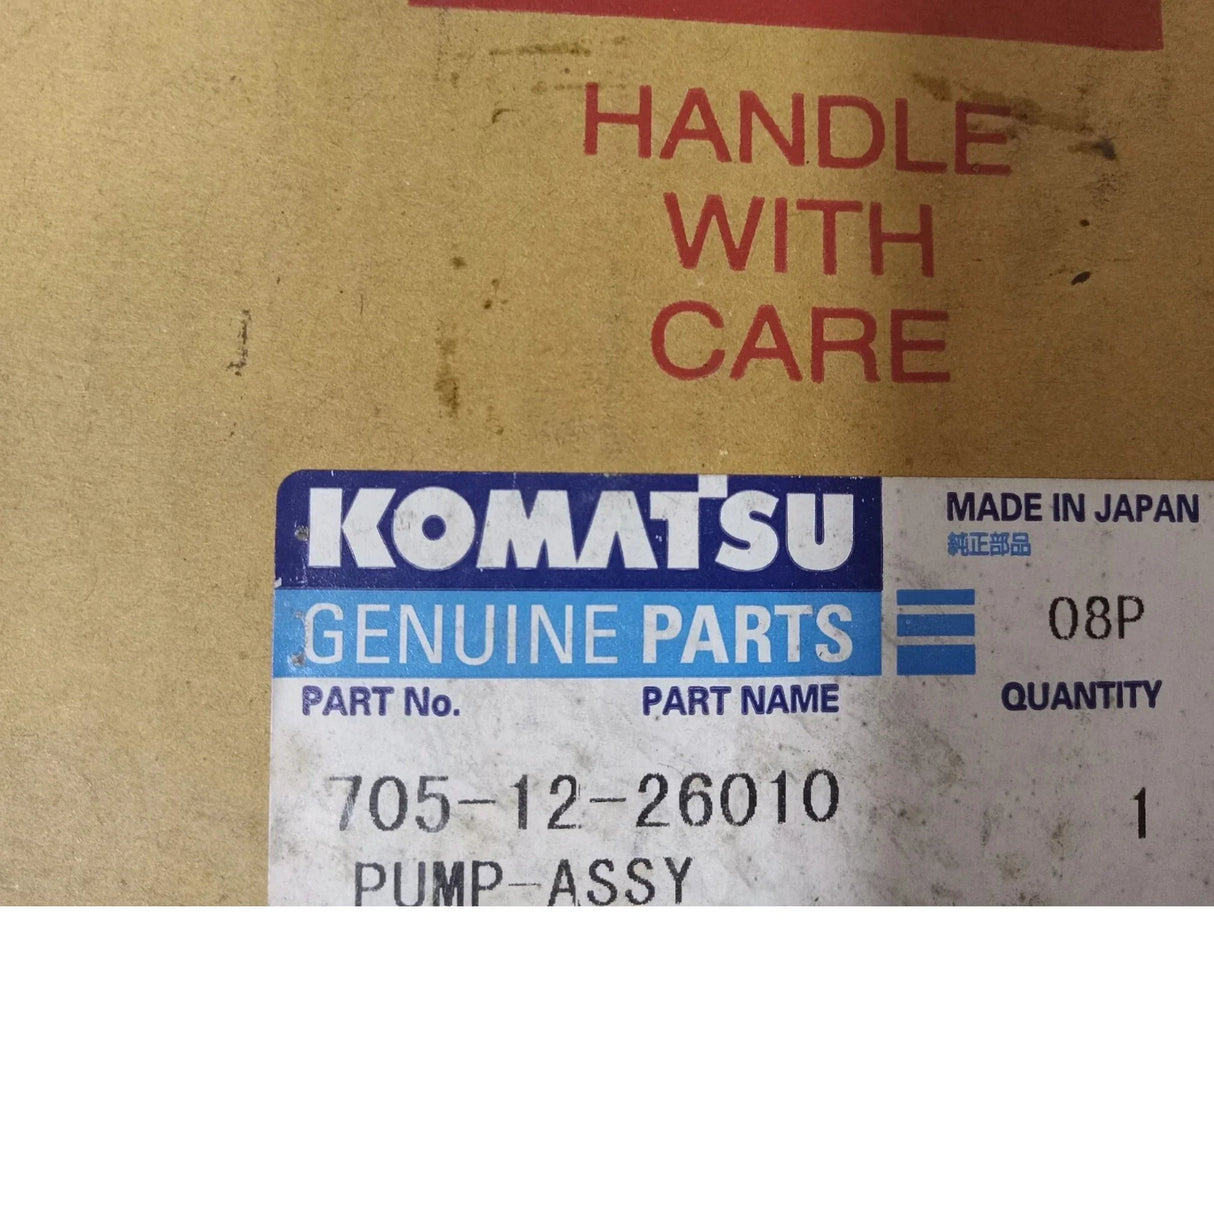 HANDLE
WITH
CARE
KOMATSU
MADE IN JAPAN
純正部品
GENUINE PARTS
08P
PART No.
PART NAME
QUANTITY
705-12-26010
1
PUMP-ASSY